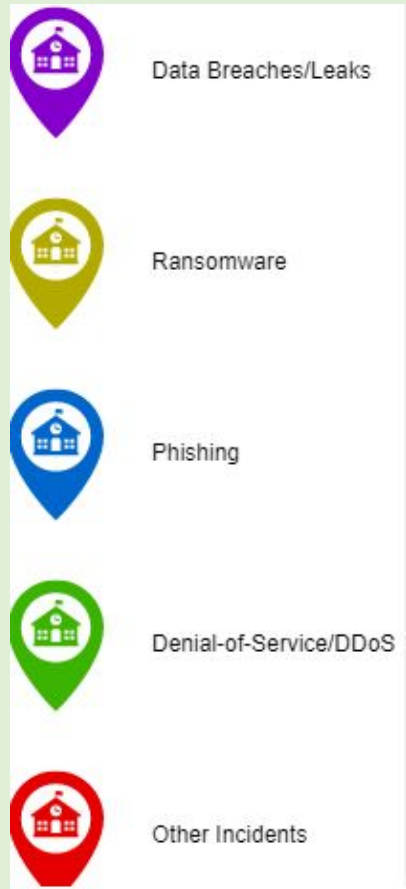 Data Breaches/Leaks
Ransomware
Phishing
Denial-of-Service/DDoS
Other Incidents